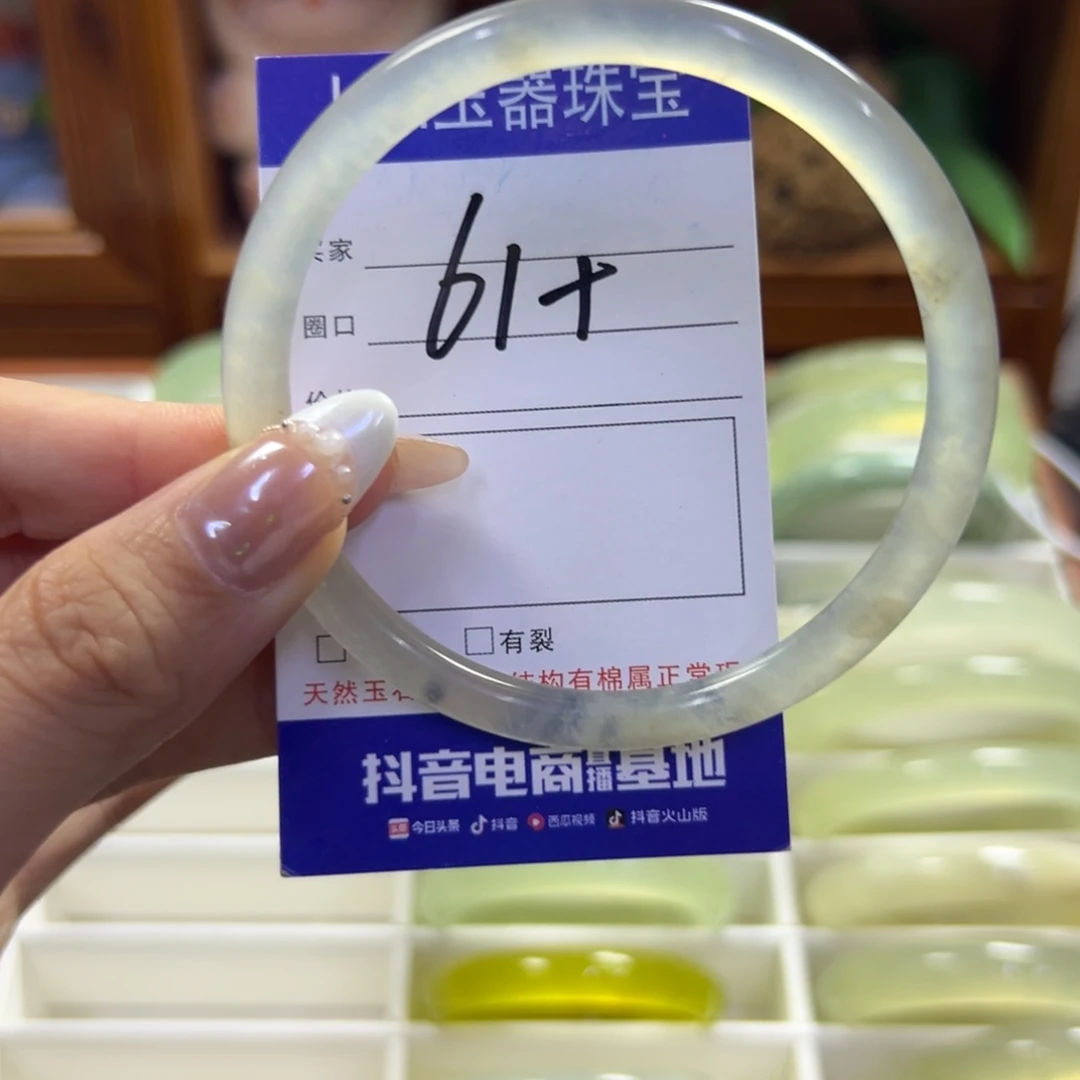 玉器珠宝
家
61+
圈口
有裂
天然玉 结构有棉属正常
抖音电商直播基地
今日头条 抖音 西瓜视频 抖音火山版